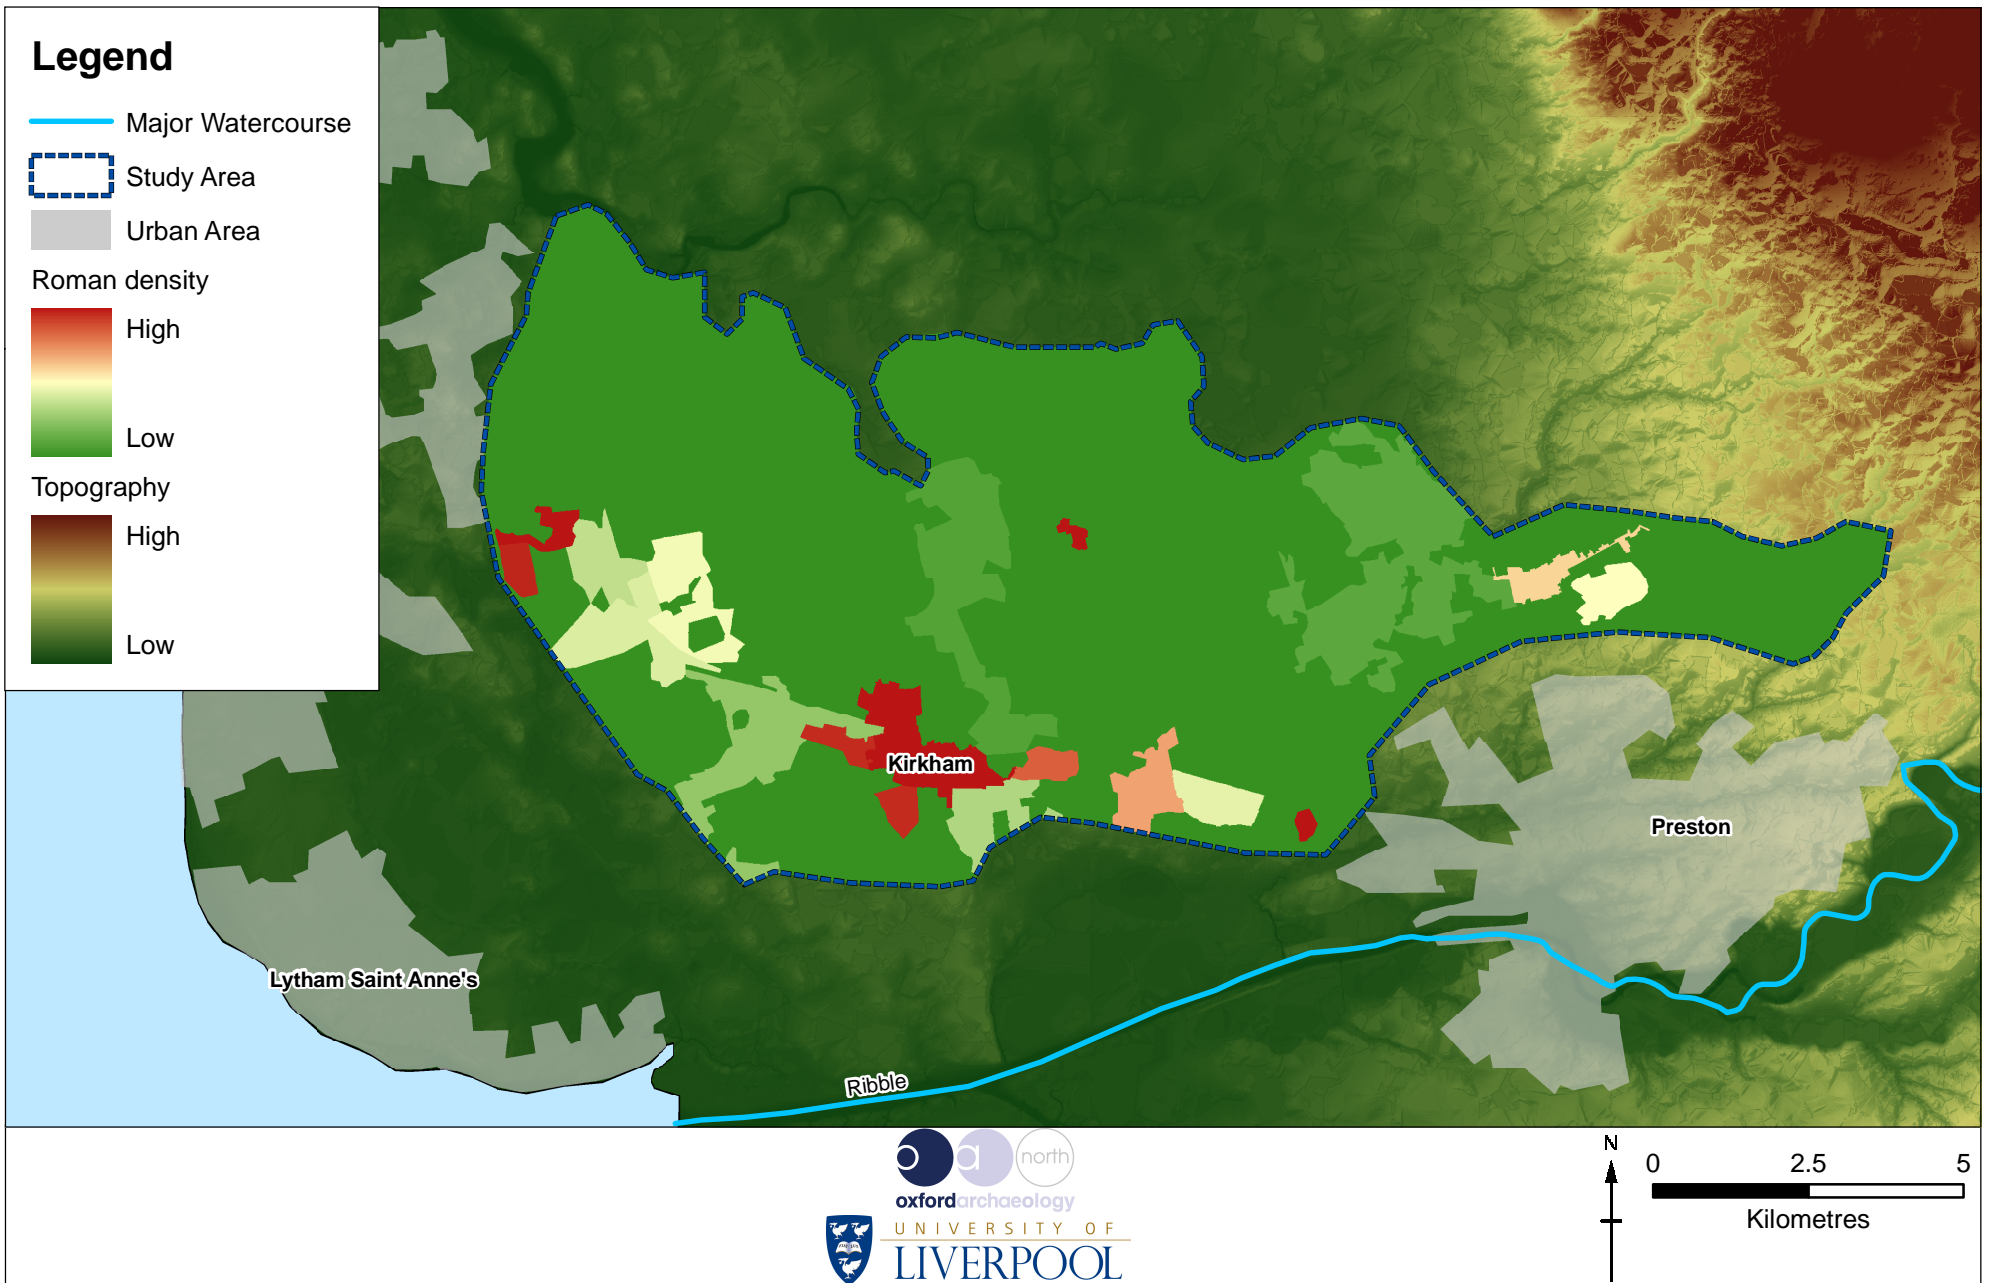 Legend
Major Watercourse
Study Area
Urban Area
Roman density
High
Low
Topography
High
Low
Kirkham
Preston
Lytham Saint Anne's
Ribble
oa north
oxfordarchaeology
UNIVERSITY OF
LIVERPOOL
N
0 2.5 5
Kilometres